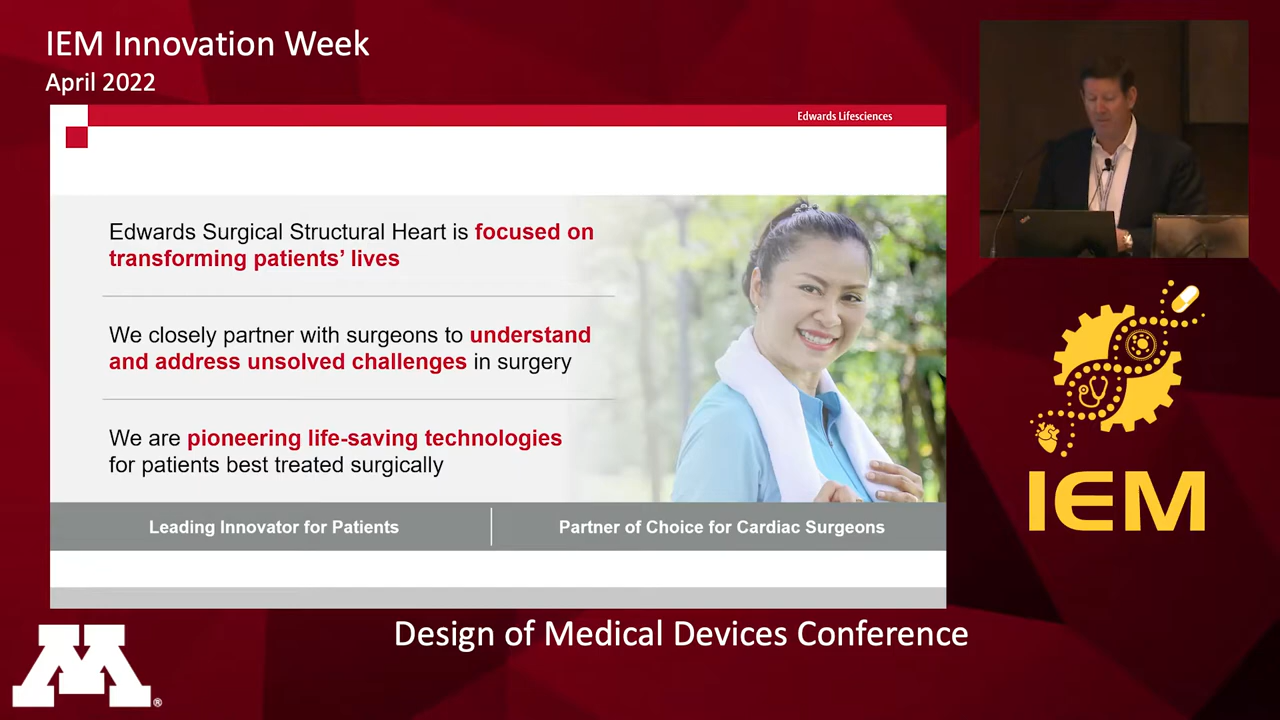 IEM Innovation Week
April 2022
Edwards Lifesciences
Edwards Surgical Structural Heart is focused on
transforming patients' lives
We closely partner with surgeons to understand
and address unsolved challenges in surgery
We are pioneering life-saving technologies
for patients best treated surgically
Leading Innovator for Patients
Partner of Choice for Cardiac Surgeons
IEM
Design of Medical Devices Conference
M®